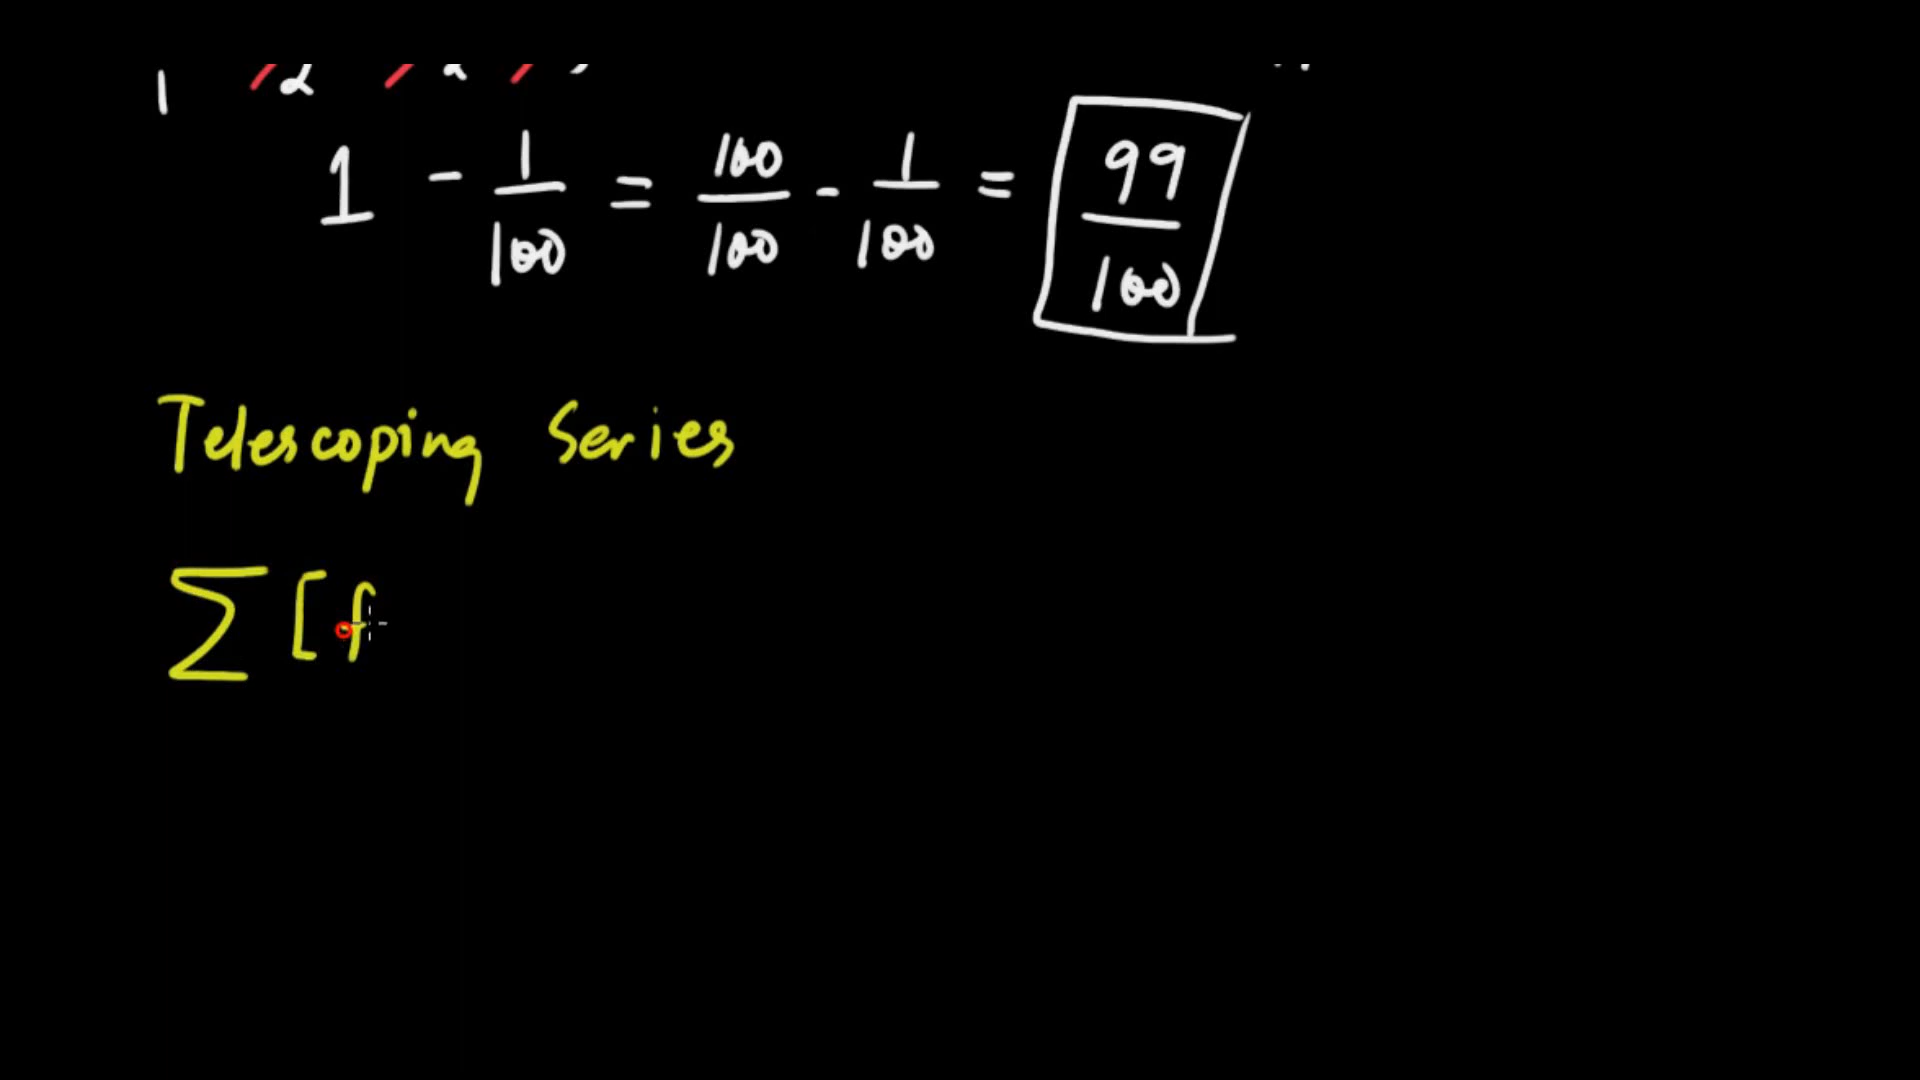 1 - 1/100 = 100/100 - 1/100 = 99/100
Telescoping Series
Σ [f